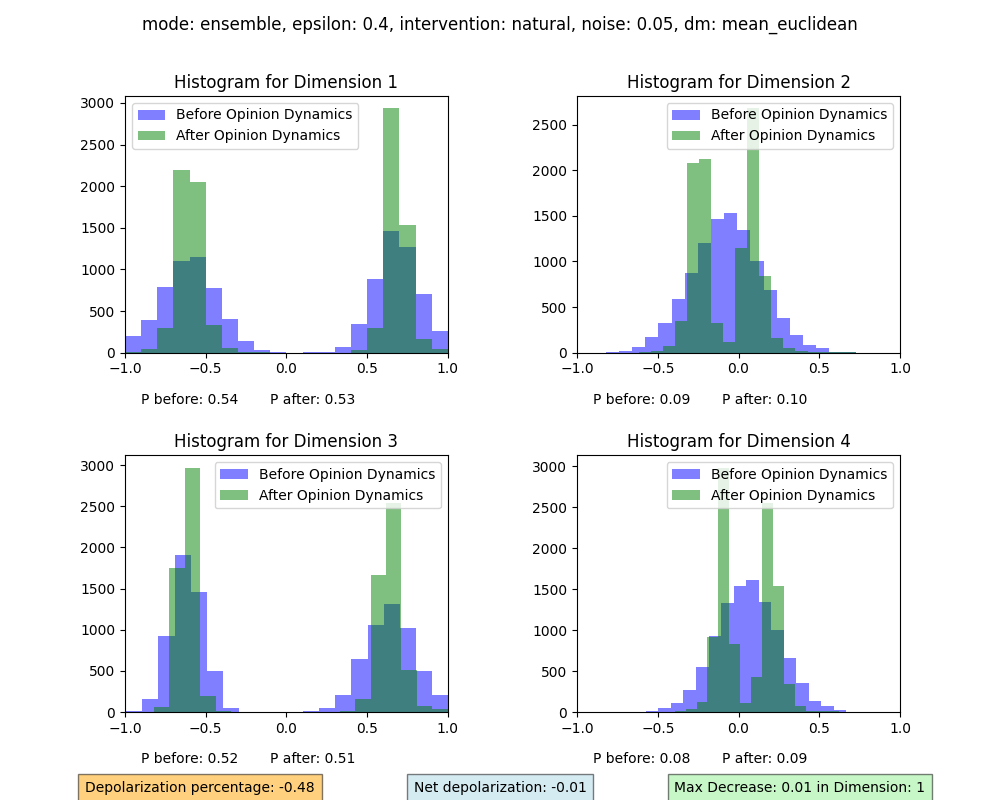 mode: ensemble, epsilon: 0.4, intervention: natural, noise: 0.05, dm: mean_euclidean
Histogram for Dimension 1
Before Opinion Dynamics
After Opinion Dynamics
3000
2500
2000
1500
1000
500
0
−1.0 −0.5 0.0 0.5 1.0
P before: 0.54 P after: 0.53
Histogram for Dimension 2
Before Opinion Dynamics
After Opinion Dynamics
2500
2000
1500
1000
500
0
−1.0 −0.5 0.0 0.5 1.0
P before: 0.09 P after: 0.10
Histogram for Dimension 3
Before Opinion Dynamics
After Opinion Dynamics
3000
2500
2000
1500
1000
500
0
−1.0 −0.5 0.0 0.5 1.0
P before: 0.52 P after: 0.51
Histogram for Dimension 4
Before Opinion Dynamics
After Opinion Dynamics
3000
2500
2000
1500
1000
500
0
−1.0 −0.5 0.0 0.5 1.0
P before: 0.08 P after: 0.09
Depolarization percentage: -0.48
Net depolarization: -0.01
Max Decrease: 0.01 in Dimension: 1